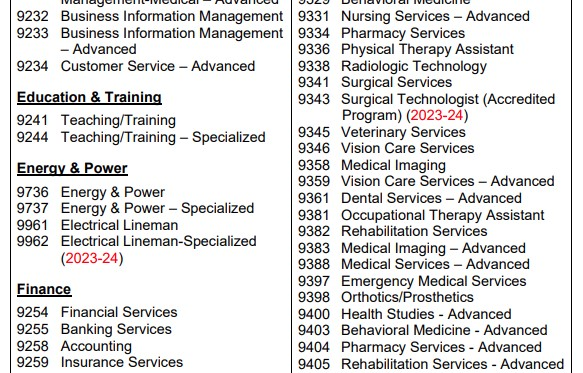 Management-Medical – Advanced
9232 Business Information Management
9233 Business Information Management
– Advanced
9234 Customer Service – Advanced
Education & Training
9241 Teaching/Training
9244 Teaching/Training – Specialized
Energy & Power
9736 Energy & Power
9737 Energy & Power – Specialized
9961 Electrical Lineman
9962 Electrical Lineman-Specialized
(2023-24)
Finance
9254 Financial Services
9255 Banking Services
9258 Accounting
9259 Insurance Services
9329 Behavioral Medicine
9331 Nursing Services – Advanced
9334 Pharmacy Services
9336 Physical Therapy Assistant
9338 Radiologic Technology
9341 Surgical Services
9343 Surgical Technologist (Accredited
Program) (2023-24)
9345 Veterinary Services
9346 Vision Care Services
9358 Medical Imaging
9359 Vision Care Services – Advanced
9361 Dental Services – Advanced
9381 Occupational Therapy Assistant
9382 Rehabilitation Services
9383 Medical Imaging – Advanced
9388 Medical Services – Advanced
9397 Emergency Medical Services
9398 Orthotics/Prosthetics
9400 Health Studies - Advanced
9403 Behavioral Medicine - Advanced
9404 Pharmacy Services - Advanced
9405 Rehabilitation Services - Advanced